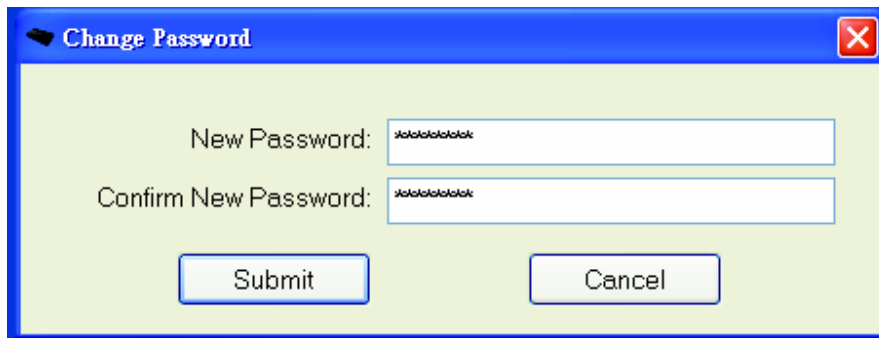 Change Password
New Password: *********
Confirm New Password: *********
Submit Cancel